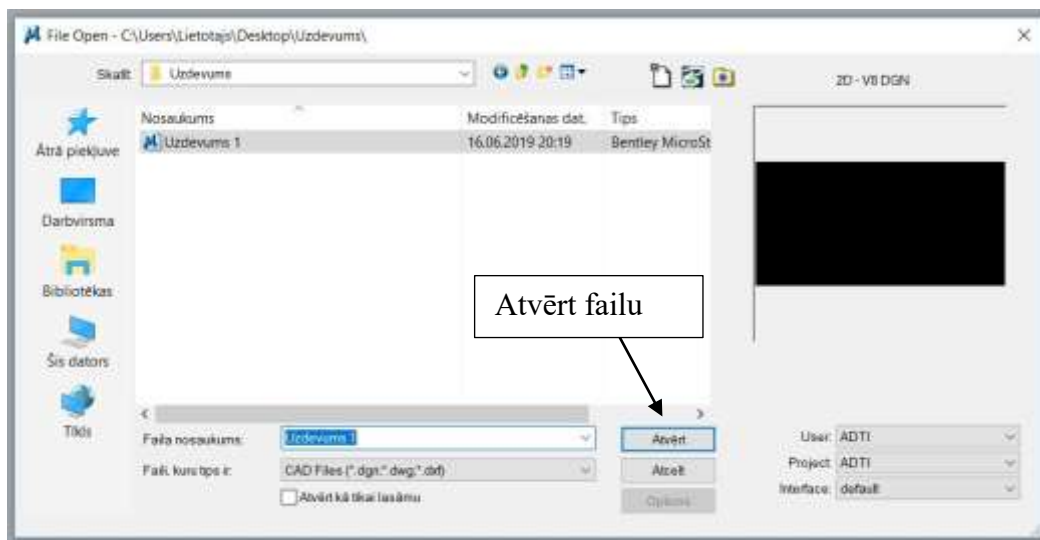 File Open - C:\Users\Lietotajs\Desktop\Uzdevums\
Skatīt: Uzdevums
2D - V8 DGN
Nosaukums Modificēšanas dat. Tips
Uzdevums 1 16.06.2019 20:19 Bentley MicroSt
Ātrā piekļuve
Darbvirsma
Bibliotēkas
Šis dators
Tīkls
Atvērt failu
Faila nosaukums: Uzdevums 1 Atvērt
Faili, kuru tips ir: CAD Files (*.dgn;*.dwg;*.dxf) Atcelt
Atvērt kā tikai lasāmu Options
User: ADTI
Project: ADTI
Interface: default